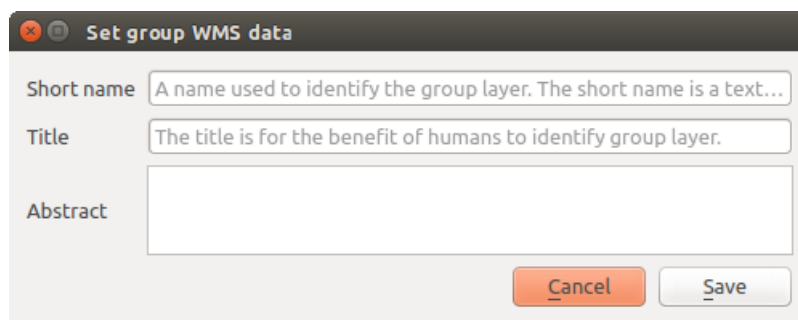 Set group WMS data
Short name A name used to identify the group layer. The short name is a text...
Title The title is for the benefit of humans to identify group layer.
Abstract
Cancel Save